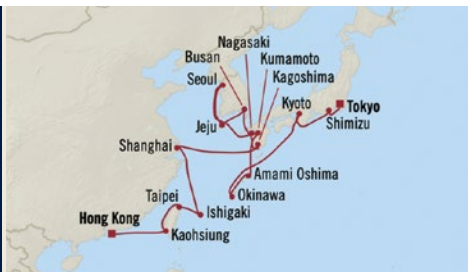 Nagasaki
Busan
Kumamoto
Seoul
Kagoshima
Kyoto
Tokyo
Jeju
Shimizu
Shanghai
Amami Oshima
Taipei
Okinawa
Hong Kong
Ishigaki
Kaohsiung